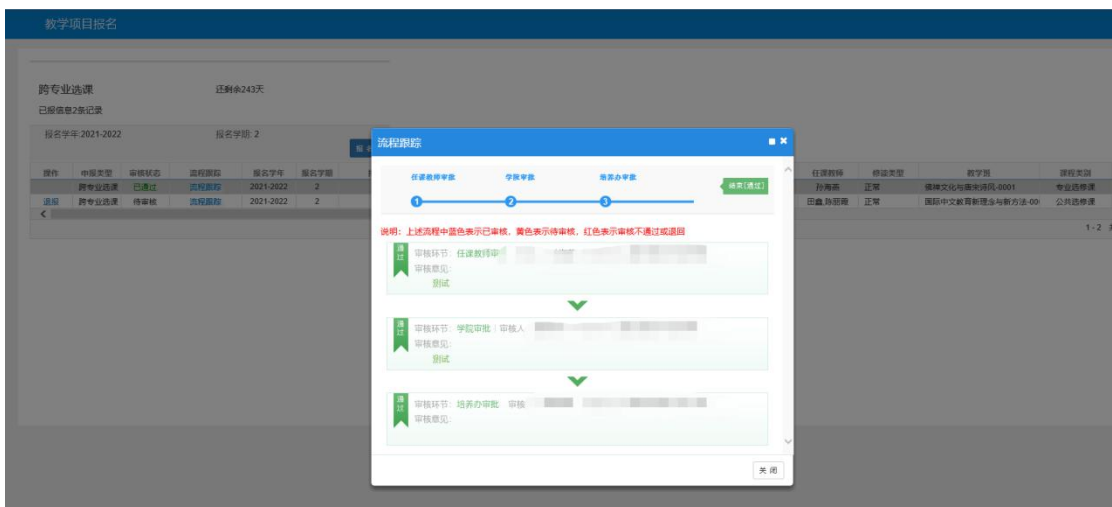 教学项目报名
跨专业选课 还剩余243天
已报信息2条记录
报名学年:2021-2022 报名学期: 2
操作 申报类型 审核状态 流程跟踪 报名学年 报名学期 任课教师 修读类型 教学班 课程类别
跨专业选课 已通过 流程跟踪 2021-2022 2 孙海燕 正常 禅文化与唐宋诗风-0001 专业选修课
退报 跨专业选课 待审核 流程跟踪 2021-2022 2 田鑫,陈丽霞 正常 国际中文教育新理念与新方法-00 公共选修课
1-2
流程跟踪
任课教师审批 学院审批 培养办审批
1 2 3 结束[通过]
说明：上述流程中蓝色表示已审核，黄色表示待审核，红色表示审核不通过或退回
通过 审核环节：任课教师审
审核意见：
测试
通过 审核环节：学院审批 审核人
审核意见：
测试
通过 审核环节：培养办审批 审核
审核意见：
关闭